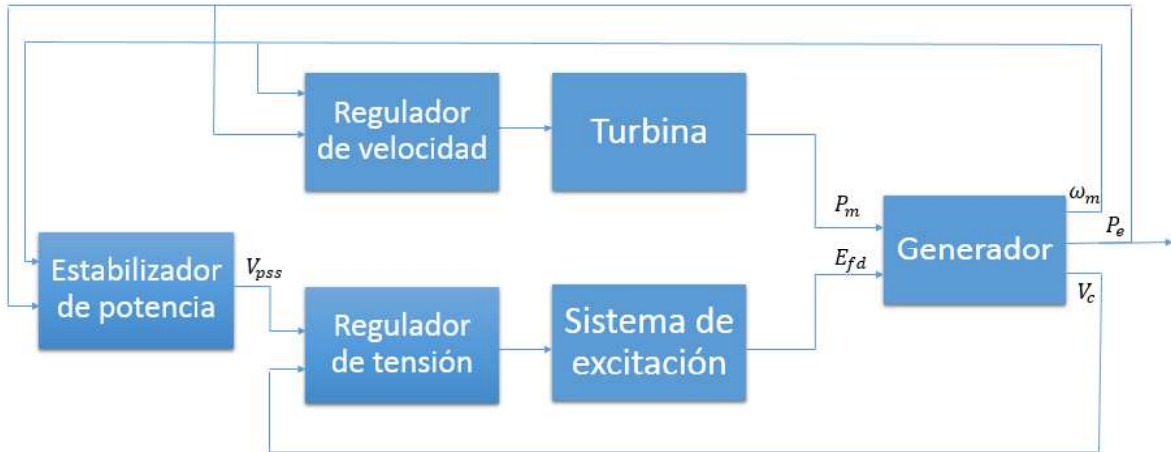 Regulador
de velocidad
Turbina
P_m
ω_m
Generador
P_e
E_fd
V_c
Estabilizador
de potencia
V_pss
Regulador
de tensión
Sistema de
excitación